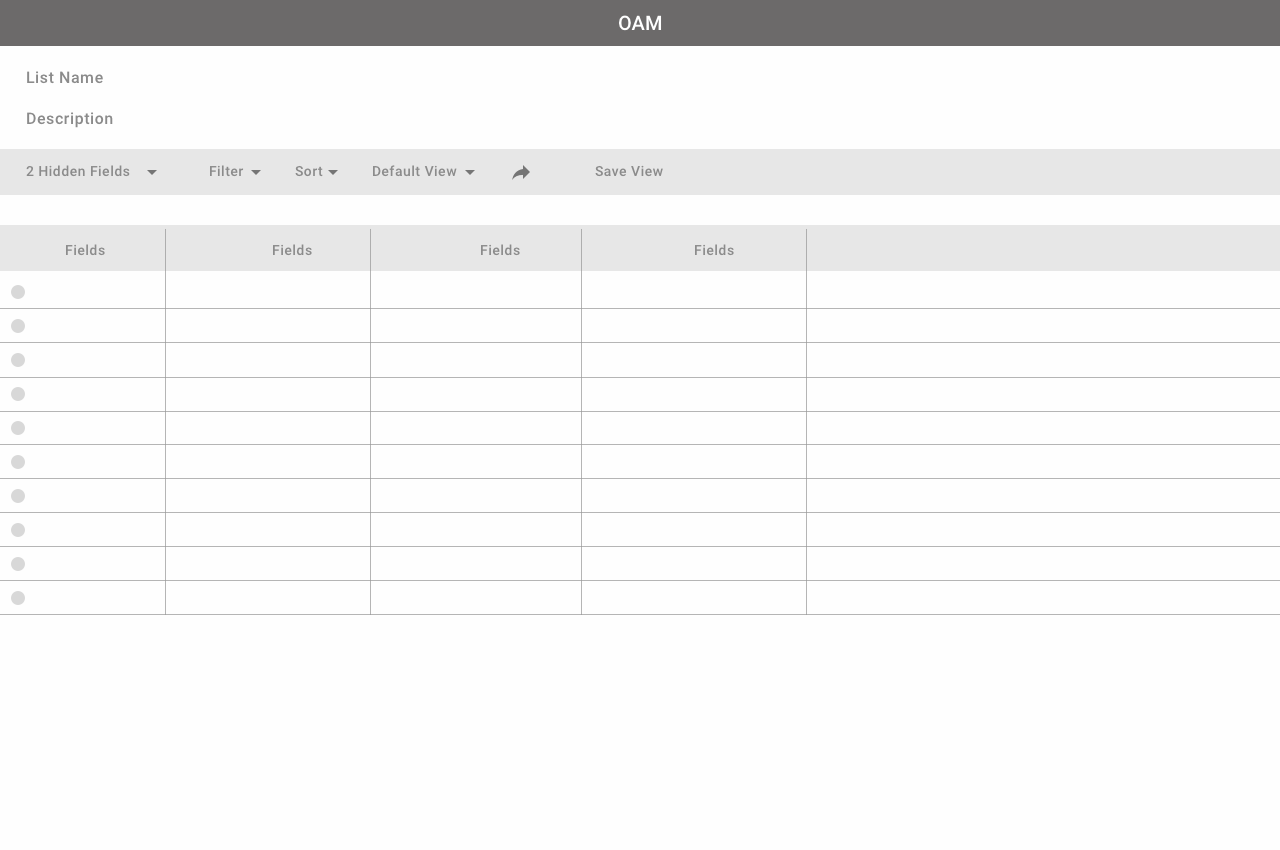 OAM
List Name
Description
2 Hidden Fields Filter Sort Default View Save View
Fields Fields Fields Fields